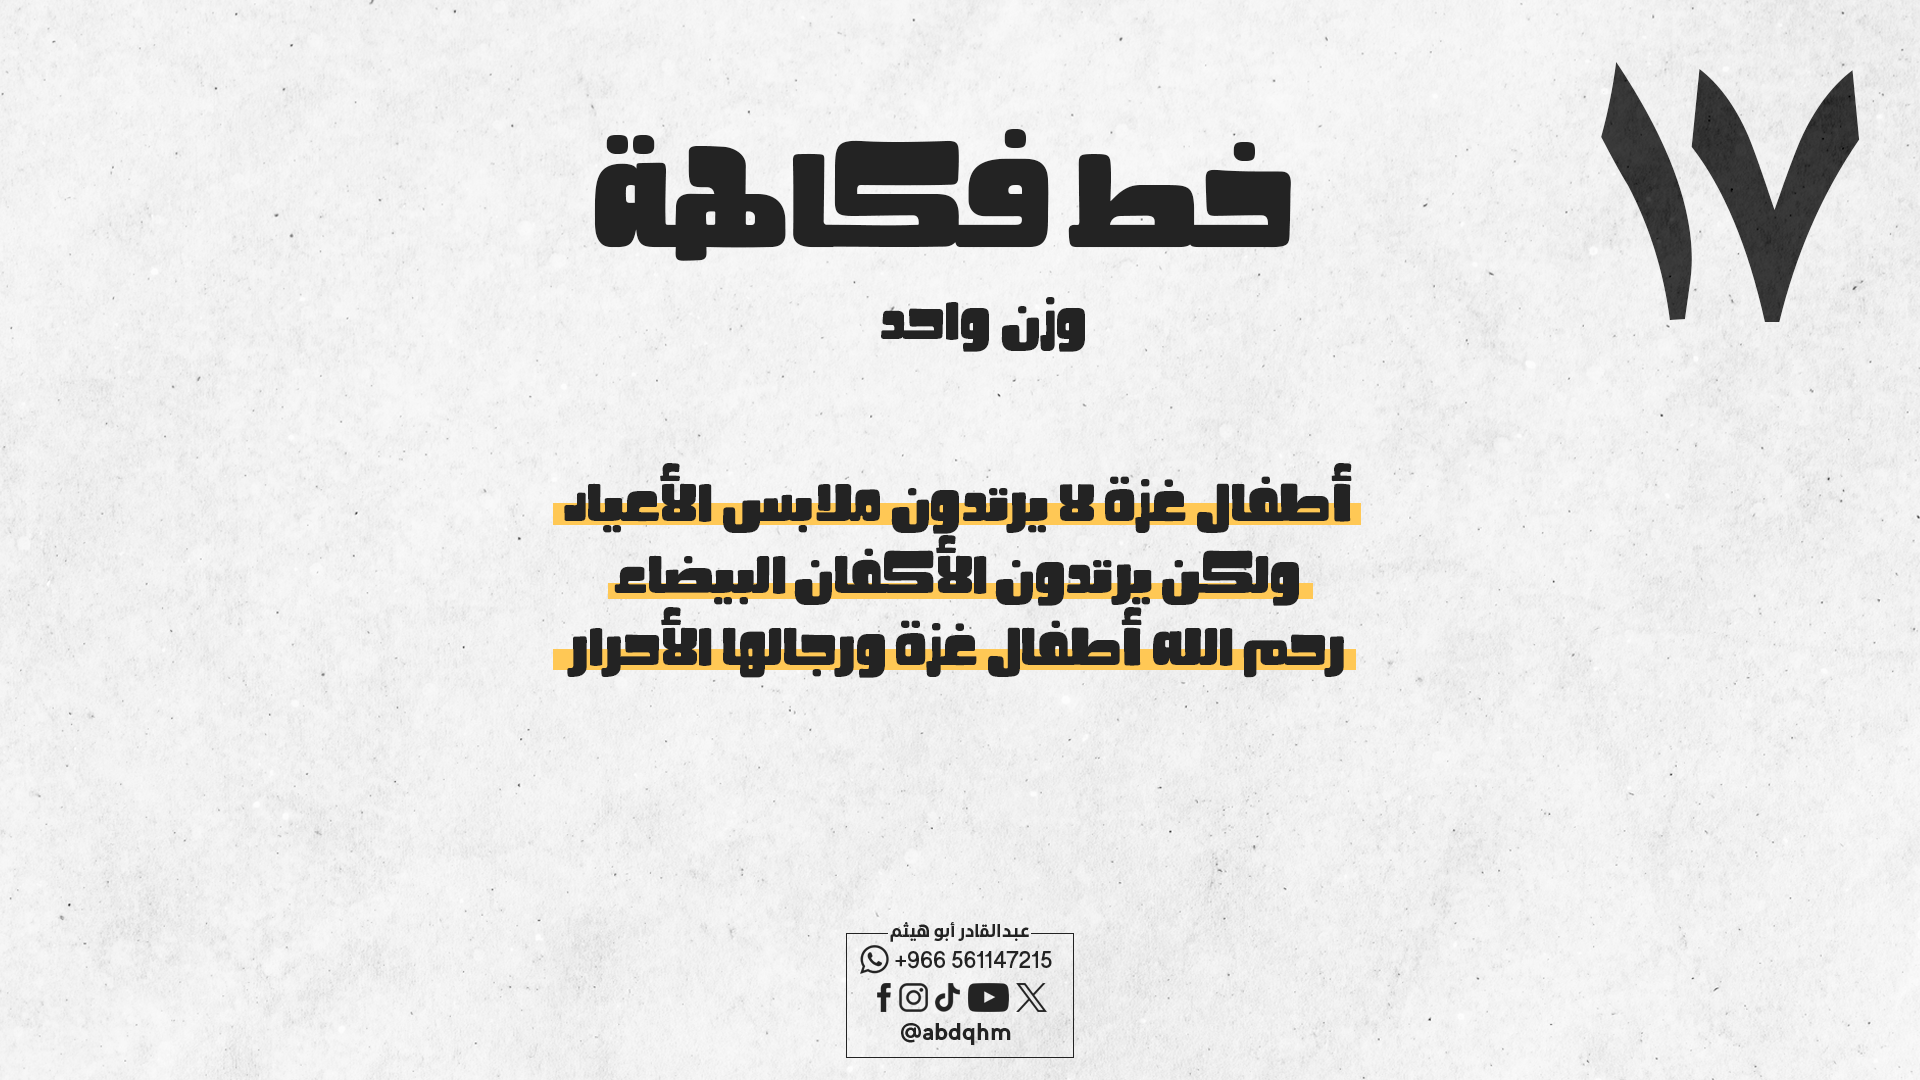 ١٧
خط فكاهة
وزن واحد
أطفال غزة لا يرتدون ملابس الأعياد
ولكن يرتدون الأكفان البيضاء
رحم الله أطفال غزة ورجالها الأحرار
عبدالقادر أبو هيثم
+966 561147215
@abdqhm